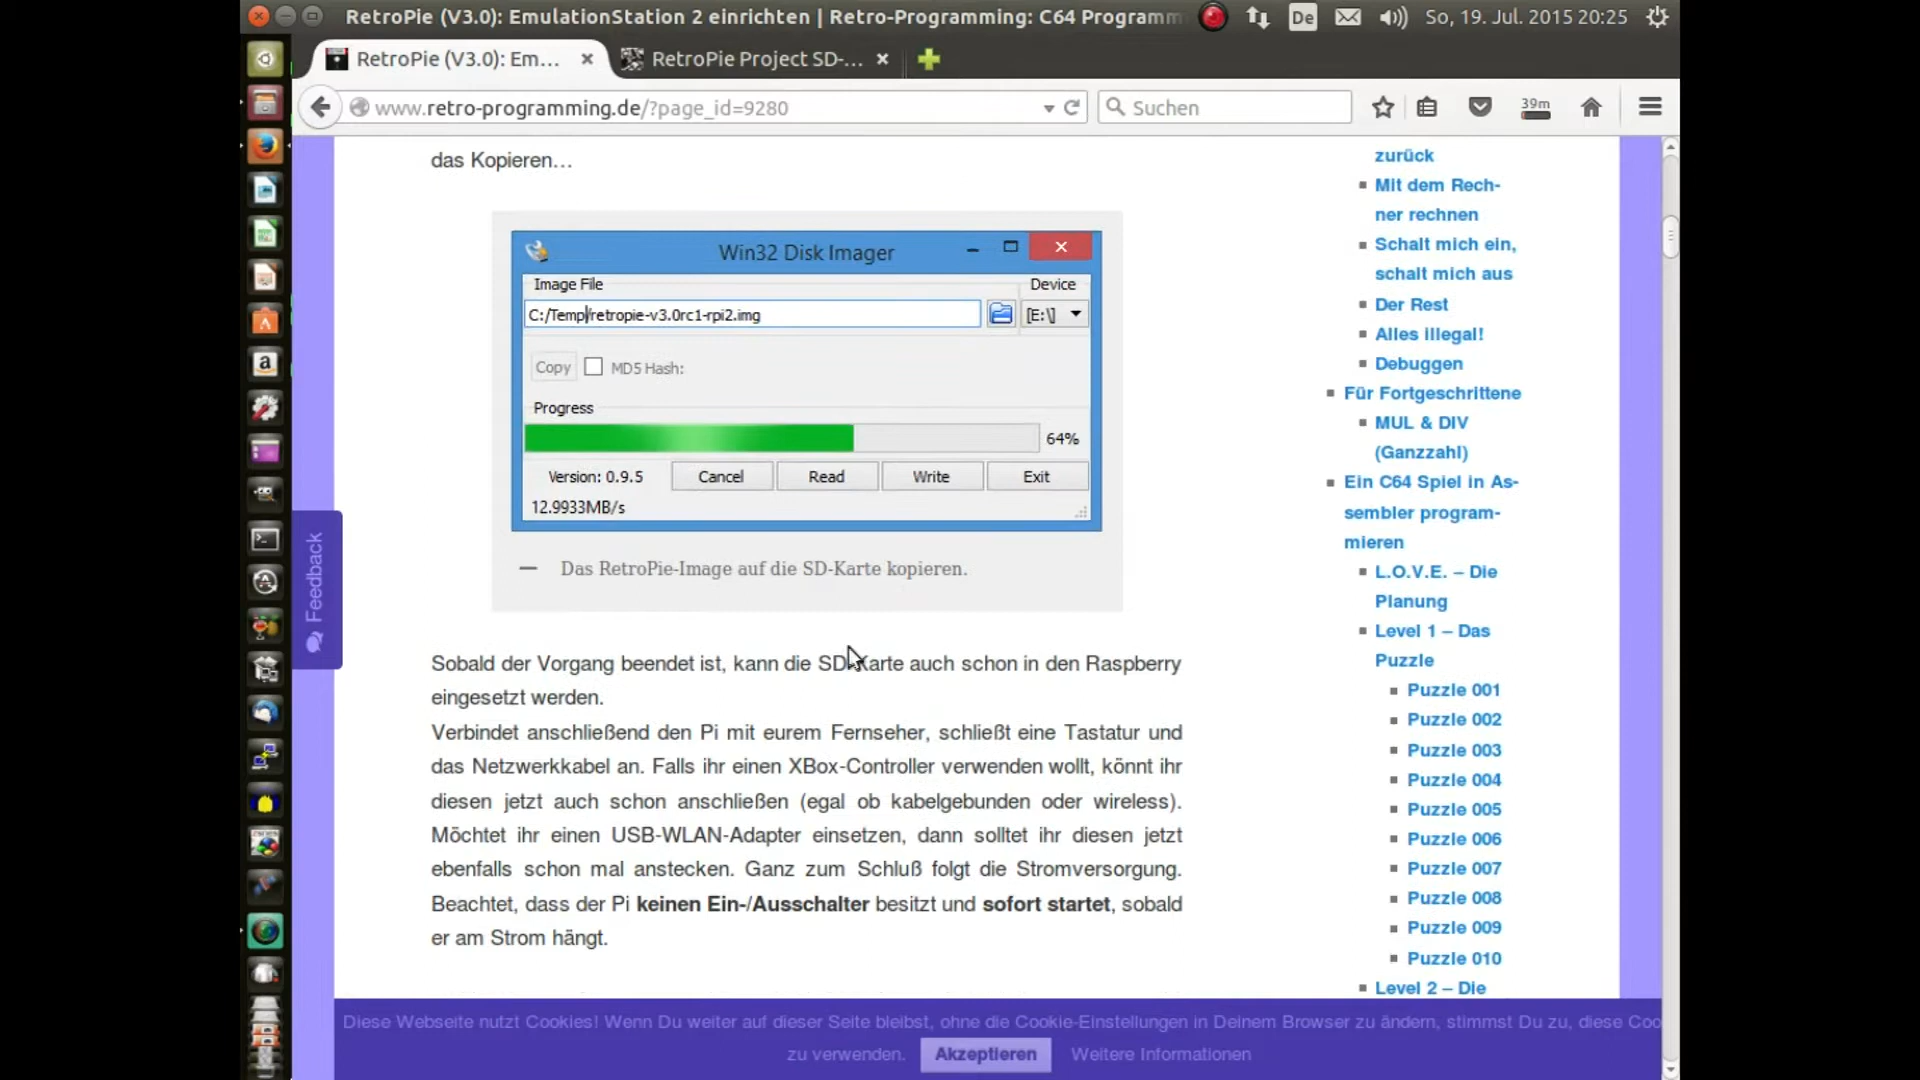 RetroPie (V3.0): EmulationStation 2 einrichten | Retro-Programming: C64 Programm
De
So, 19. Jul. 2015 20:25
RetroPie (V3.0): Em...
RetroPie Project SD-...
www.retro-programming.de/?page_id=9280
Suchen
39m
das Kopieren…
Win32 Disk Imager
Image File
Device
C:/Temp/retropie-v3.0rc1-rpi2.img
[E:\]
Copy
MD5 Hash:
Progress
64%
Version: 0.9.5
Cancel
Read
Write
Exit
12.9933MB/s
— Das RetroPie-Image auf die SD-Karte kopieren.
Sobald der Vorgang beendet ist, kann die SD-Karte auch schon in den Raspberry
eingesetzt werden.
Verbindet anschließend den Pi mit eurem Fernseher, schließt eine Tastatur und
das Netzwerkkabel an. Falls ihr einen XBox-Controller verwenden wollt, könnt ihr
diesen jetzt auch schon anschließen (egal ob kabelgebunden oder wireless).
Möchtet ihr einen USB-WLAN-Adapter einsetzen, dann solltet ihr diesen jetzt
ebenfalls schon mal anstecken. Ganz zum Schluß folgt die Stromversorgung.
Beachtet, dass der Pi keinen Ein-/Ausschalter besitzt und sofort startet, sobald
er am Strom hängt.
zurück
Mit dem Rech-
ner rechnen
Schalt mich ein,
schalt mich aus
Der Rest
Alles illegal!
Debuggen
Für Fortgeschrittene
MUL & DIV
(Ganzzahl)
Ein C64 Spiel in As-
sembler program-
mieren
L.O.V.E. – Die
Planung
Level 1 – Das
Puzzle
Puzzle 001
Puzzle 002
Puzzle 003
Puzzle 004
Puzzle 005
Puzzle 006
Puzzle 007
Puzzle 008
Puzzle 009
Puzzle 010
Level 2 – Die
Feedback
Diese Webseite nutzt Cookies! Wenn Du weiter auf dieser Seite bleibst, ohne die Cookie-Einstellungen in Deinem Browser zu ändern, stimmst Du zu, diese Coo
zu verwenden.
Akzeptieren
Weitere Informationen